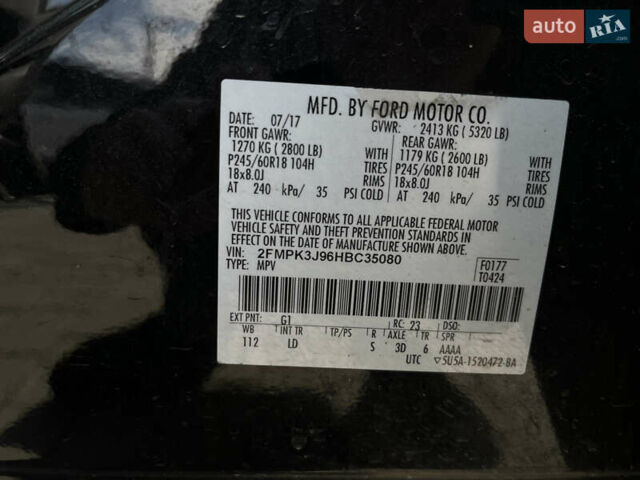 auto RIA.com
MFD. BY FORD MOTOR CO.
DATE: 07/17 GVWR: 2413 KG ( 5320 LB)
FRONT GAWR: REAR GAWR:
1270 KG ( 2800 LB) WITH 1179 KG ( 2600 LB) WITH
P245/60R18 104H TIRES P245/60R18 104H TIRES
18x8.0J RIMS 18x8.0J RIMS
AT 240 kPa/ 35 PSI COLD AT 240 kPa/ 35 PSI COLD
THIS VEHICLE CONFORMS TO ALL APPLICABLE FEDERAL MOTOR
VEHICLE SAFETY AND THEFT PREVENTION STANDARDS IN
EFFECT ON THE DATE OF MANUFACTURE SHOWN ABOVE.
VIN: 2FMPK3J96HBC35080 F0177
TYPE: MPV T0424
EXT PNT: G1 RC: 23 DSO:
WB INT TR TP/PS R AXLE TR SPR
112 LD S 3D 6 AAAA
UTC ▽5U5A-1520472-BA